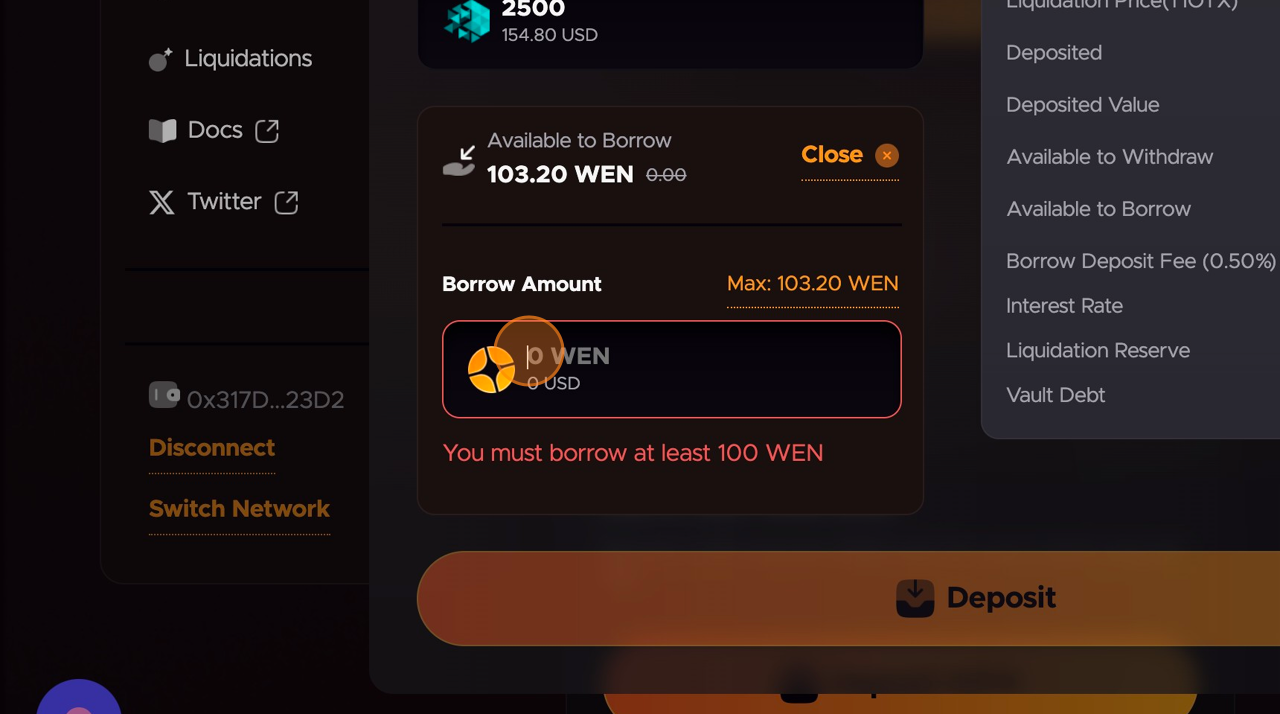 Liquidations
Docs
Twitter
0x317D...23D2
Disconnect
Switch Network
2500
154.80 USD
Available to Borrow
103.20 WEN 0.00
Close
Borrow Amount
Max: 103.20 WEN
0 WEN
0 USD
You must borrow at least 100 WEN
Liquidation Price(TIOTX)
Deposited
Deposited Value
Available to Withdraw
Available to Borrow
Borrow Deposit Fee (0.50%)
Interest Rate
Liquidation Reserve
Vault Debt
Deposit